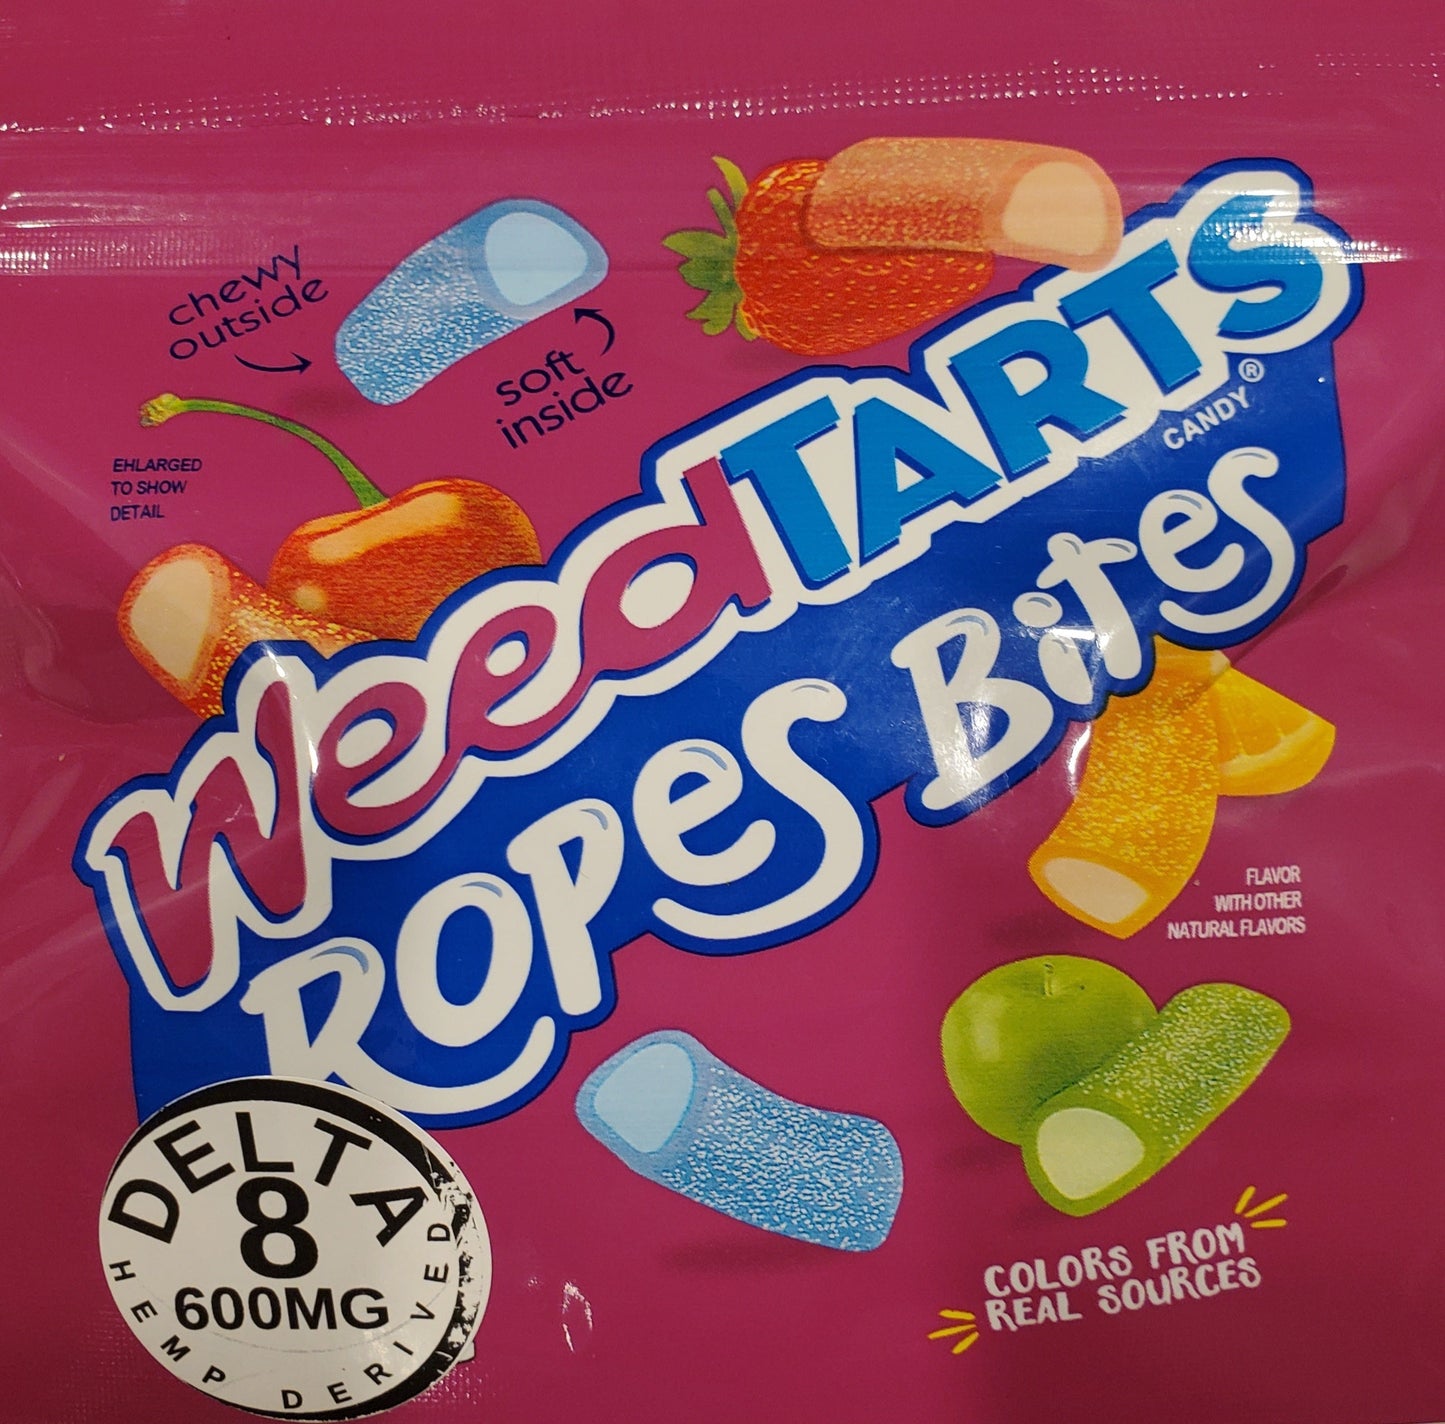 chewy
outside
soft
inside
EHLARGED
TO SHOW
DETAIL
WeedTARTS
®
CANDY
ROPES BiTES
FLAVOR
WITH OTHER
NATURAL FLAVORS
COLORS FROM
REAL SOURCES
DELTA
8
600MG
HEMP DERIVED